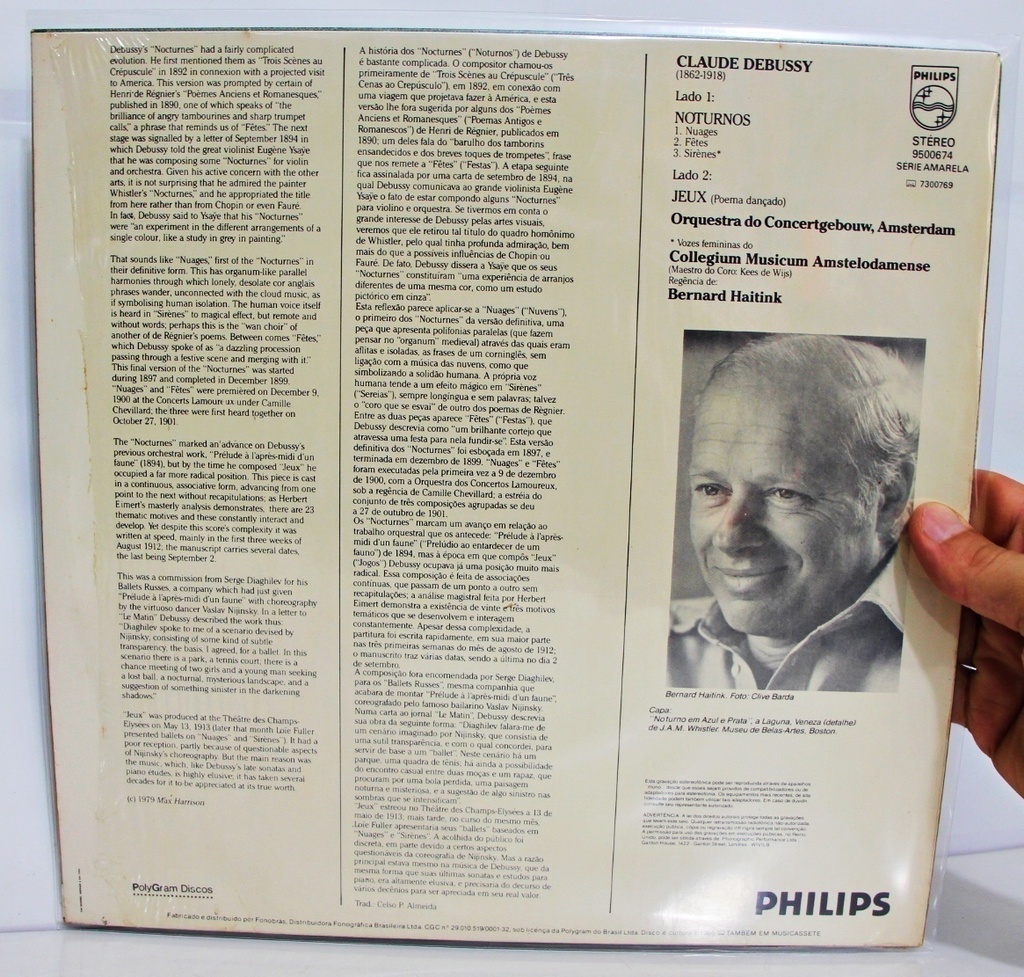 Debussy's "Nocturnes" had a fairly complicated
evolution. He first mentioned them as "Trois Scènes au
Crépuscule" in 1892 in connexion with a projected visit
to America. This version was prompted by certain of
Henri de Régnier's "Poèmes Anciens et Romanesques,"
published in 1890, one of which speaks of "the
brilliance of angry tambourines and sharp trumpet
calls," a phrase that reminds us of "Fêtes." The next
stage was signalled by a letter of September 1894 in
which Debussy told the great violinist Eugène Ysaÿe
that he was composing some "Nocturnes" for violin
and orchestra. Given his active concern with the other
arts, it is not surprising that he admired the painter
Whistler's "Nocturnes," and he appropriated the title
from here rather than from Chopin or even Fauré.
In fact, Debussy said to Ysaÿe that his "Nocturnes"
were "an experiment in the different arrangements of a
single colour, like a study in grey in painting."
That sounds like "Nuages," first of the "Nocturnes" in
their definitive form. This has organum-like parallel
harmonies through which lonely, desolate cor anglais
phrases wander, unconnected with the cloud music, as
if symbolising human isolation. The human voice itself
is heard in "Sirènes" to magical effect, but remote and
without words; perhaps this is the "wan choir" of
another of de Régnier's poems. Between comes "Fêtes,"
which Debussy spoke of as "a dazzling procession
passing through a festive scene and merging with it."
This final version of the "Nocturnes" was started
during 1897 and completed in December 1899.
"Nuages" and "Fêtes" were premièred on December 9,
1900 at the Concerts Lamoureux under Camille
Chevillard; the three were first heard together on
October 27, 1901.
The "Nocturnes" marked an advance on Debussy's
previous orchestral work, "Prélude à l'après-midi d'un
faune" (1894), but by the time he composed "Jeux" he
occupied a far more radical position. This piece is cast
in a continuous, associative form, advancing from one
point to the next without recapitulations; as Herbert
Eimert's masterly analysis demonstrates, there are 23
thematic motives and these constantly interact and
develop. Yet despite this score's complexity it was
written at speed, mainly in the first three weeks of
August 1912; the manuscript carries several dates,
the last being September 2.
This was a commission from Serge Diaghilev for his
Ballets Russes, a company which had just given
"Prélude à l'après-midi d'un faune" with choreography
by the virtuoso dancer Vaslav Nijinsky. In a letter to
"Le Matin" Debussy described the work thus:
"Diaghilev spoke to me of a scenario devised by
Nijinsky, consisting of some kind of subtle
transparency, the basis, I agreed, for a ballet. In this
scenario there is a park, a tennis court; there is a
chance meeting of two girls and a young man seeking
a lost ball, a nocturnal, mysterious landscape, and a
suggestion of something sinister in the darkening
shadows."
"Jeux" was produced at the Théâtre des Champs-
Elysées on May 13, 1913 (later that month Loie Fuller
presented ballets on "Nuages" and "Sirènes"). It had a
poor reception, partly because of questionable aspects
of Nijinsky's choreography. But the main reason was
the music, which, like Debussy's late sonatas and
piano études, is highly elusive; it has taken several
decades for it to be appreciated at its true worth.
(c) 1979 Max Harrison
PolyGram Discos
A história dos "Nocturnes" ("Noturnos") de Debussy
é bastante complicada. O compositor chamou-os
primeiramente de "Trois Scènes au Crépuscule" ("Três
Cenas ao Crepúsculo"), em 1892, em conexão com
uma viagem que projetava fazer à América, e esta
versão lhe fora sugerida por alguns dos "Poèmes
Anciens et Romanesques" ("Poemas Antigos e
Romanescos") de Henri de Régnier, publicados em
1890; um deles fala do "barulho dos tamborins
ensandecidos e dos breves toques de trompetes", frase
que nos remete a "Fêtes" ("Festas"). A etapa seguinte
fica assinalada por uma carta de setembro de 1894, na
qual Debussy comunicava ao grande violinista Eugène
Ysaÿe o fato de estar compondo alguns "Nocturnes"
para violino e orquestra. Se tivermos em conta o
grande interesse de Debussy pelas artes visuais,
veremos que ele retirou tal título do quadro homônimo
de Whistler, pelo qual tinha profunda admiração, bem
mais do que a possíveis influências de Chopin ou
Fauré. De fato, Debussy dissera a Ysaÿe que os seus
"Nocturnes" constituíram "uma experiência de arranjos
diferentes de uma mesma cor, como um estudo
pictórico em cinza".
Esta reflexão parece aplicar-se a "Nuages" ("Nuvens"),
o primeiro dos "Nocturnes" da versão definitiva, uma
peça que apresenta polifonias paralelas (que fazem
pensar no "organum" medieval) através das quais eram
aflitas e isoladas, as frases de um corninglês, sem
ligação com a música das nuvens, como que
simbolizando a solidão humana. A própria voz
humana tende a um efeito mágico em "Sirènes"
("Sereias"), sempre longínqua e sem palavras; talvez
o "coro que se esvai" de outro dos poemas de Régnier.
Entre as duas peças aparece "Fêtes" ("Festas"), que
Debussy descrevia como "um brilhante cortejo que
atravessa uma festa para nela fundir-se". Esta versão
definitiva dos "Noturnos" foi esboçada em 1897, e
terminada em dezembro de 1899. "Nuages" e "Fêtes"
foram executadas pela primeira vez a 9 de dezembro
de 1900, com a Orquestra dos Concertos Lamoureux,
sob a regência de Camille Chevillard; a estréia do
conjunto de três composições agrupadas se deu
a 27 de outubro de 1901.
Os "Nocturnes" marcam um avanço em relação ao
trabalho orquestral que os antecede: "Prélude à l'après-
midi d'un faune" ("Prelúdio ao entardecer de um
fauno") de 1894, mas à época em que compôs "Jeux"
("Jogos") Debussy ocupava já uma posição muito mais
radical. Essa composição é feita de associações
contínuas, que passam de um ponto a outro sem
recapitulações; a análise magistral feita por Herbert
Eimert demonstra a existência de vinte e três motivos
temáticos que se desenvolvem e interagem
constantemente. Apesar dessa complexidade, a
partitura foi escrita rapidamente, em sua maior parte
nas três primeiras semanas do mês de agosto de 1912;
o manuscrito traz várias datas, sendo a última no dia 2
de setembro.
A composição fora encomendada por Serge Diaghilev,
para os "Ballets Russes", mesma companhia que
acabara de montar "Prélude à l'après-midi d'un faune",
coreografado pelo famoso bailarino Vaslav Nijinsky.
Numa carta ao jornal "Le Matin", Debussy descrevia
sua obra da seguinte forma: "Diaghilev falara-me de
um cenário imaginado por Nijinsky, que consistia de
uma sutil transparência, e com o qual concordei, para
servir de base a um "ballet". Neste cenário há um
parque, uma quadra de tênis; há ainda a possibilidade
do encontro casual entre duas moças e um rapaz, que
procuram por uma bola perdida, uma paisagem
noturna e misteriosa, e a sugestão de algo sinistro nas
sombras que se intensificam".
"Jeux" estreou no Théâtre des Champs-Elysées a 13 de
maio de 1913; mais tarde, no curso do mesmo mês,
Loie Fuller apresentaria seus "ballets" baseados em
"Nuages" e "Sirènes". A acolhida do público foi
discreta, em parte devido a certos aspectos
questionáveis da coreografia de Nijinsky. Mas a razão
principal estava mesmo na música de Debussy, que da
mesma forma que suas últimas sonatas e estudos para
piano, era altamente elusiva, e precisaria do decurso de
vários decênios para ser apreciada em seu real valor.
Trad.: Celso P. Almeida
CLAUDE DEBUSSY
(1862-1918)
Lado 1:
NOTURNOS
1. Nuages
2. Fêtes
3. Sirènes*
Lado 2:
JEUX (Poema dançado)
PHILIPS
STÉREO
9500674
SERIE AMARELA
7300769
Orquestra do Concertgebouw, Amsterdam
* Vozes femininas do
Collegium Musicum Amstelodamense
(Maestro do Coro: Kees de Wijs)
Regência de:
Bernard Haitink
Bernard Haitink. Foto: Clive Barda
Capa:
"Noturno em Azul e Prata", a Laguna, Veneza (detalhe)
de J.A.M. Whistler. Museu de Belas-Artes, Boston.
PHILIPS
Fabricado e distribuído por Fonobrás, Distribuidora Fonográfica Brasileira Ltda. CGC nº 29.010.519/0001-32, sob licença da Polygram do Brasil Ltda. Disco é cultura TAMBÉM EM MUSICASSETE